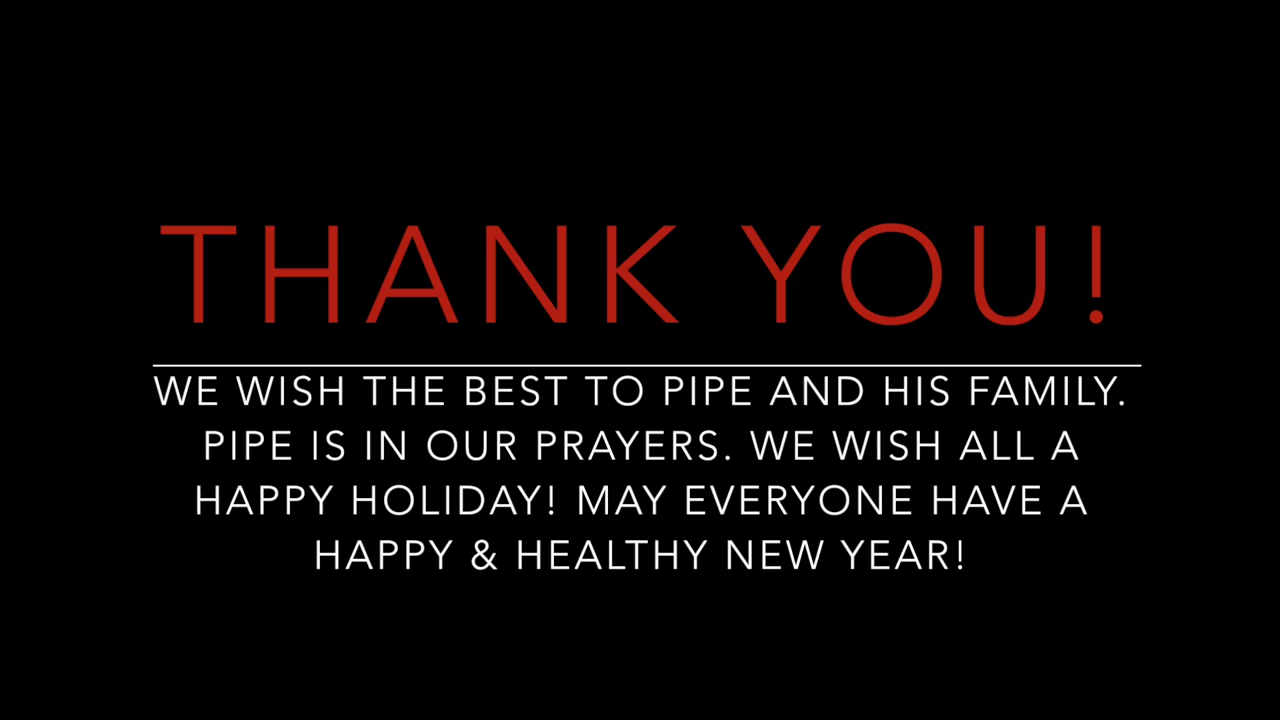 THANK YOU!
WE WISH THE BEST TO PIPE AND HIS FAMILY.
PIPE IS IN OUR PRAYERS. WE WISH ALL A
HAPPY HOLIDAY! MAY EVERYONE HAVE A
HAPPY & HEALTHY NEW YEAR!